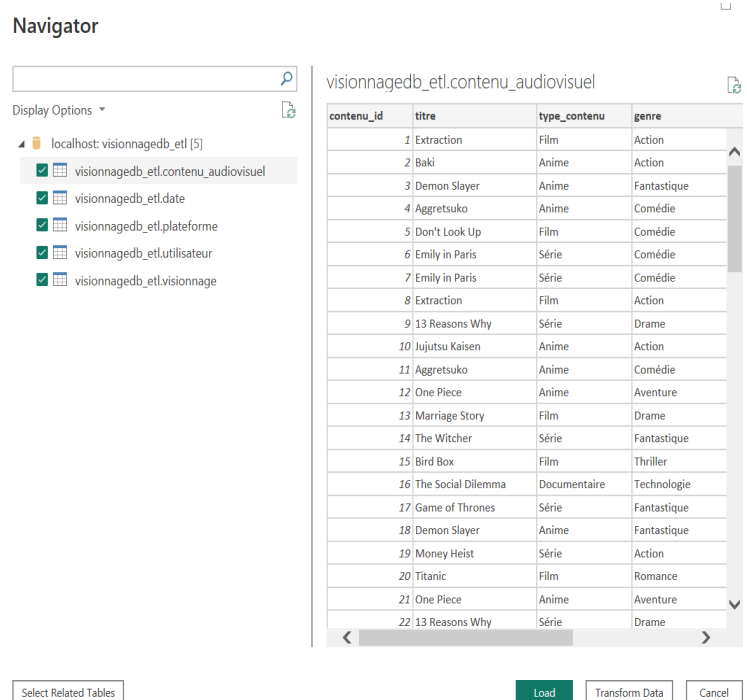 Navigator
Display Options
localhost: visionnagedb_etl [5]
visionnagedb_etl.contenu_audiovisuel
visionnagedb_etl.date
visionnagedb_etl.plateforme
visionnagedb_etl.utilisateur
visionnagedb_etl.visionnage
visionnagedb_etl.contenu_audiovisuel
contenu_id titre type_contenu genre
1 Extraction Film Action
2 Baki Anime Action
3 Demon Slayer Anime Fantastique
4 Aggretsuko Anime Comédie
5 Don't Look Up Film Comédie
6 Emily in Paris Série Comédie
7 Emily in Paris Série Comédie
8 Extraction Film Action
9 13 Reasons Why Série Drame
10 Jujutsu Kaisen Anime Action
11 Aggretsuko Anime Comédie
12 One Piece Anime Aventure
13 Marriage Story Film Drame
14 The Witcher Série Fantastique
15 Bird Box Film Thriller
16 The Social Dilemma Documentaire Technologie
17 Game of Thrones Série Fantastique
18 Demon Slayer Anime Fantastique
19 Money Heist Série Action
20 Titanic Film Romance
21 One Piece Anime Aventure
22 13 Reasons Why Série Drame
Select Related Tables Load Transform Data Cancel